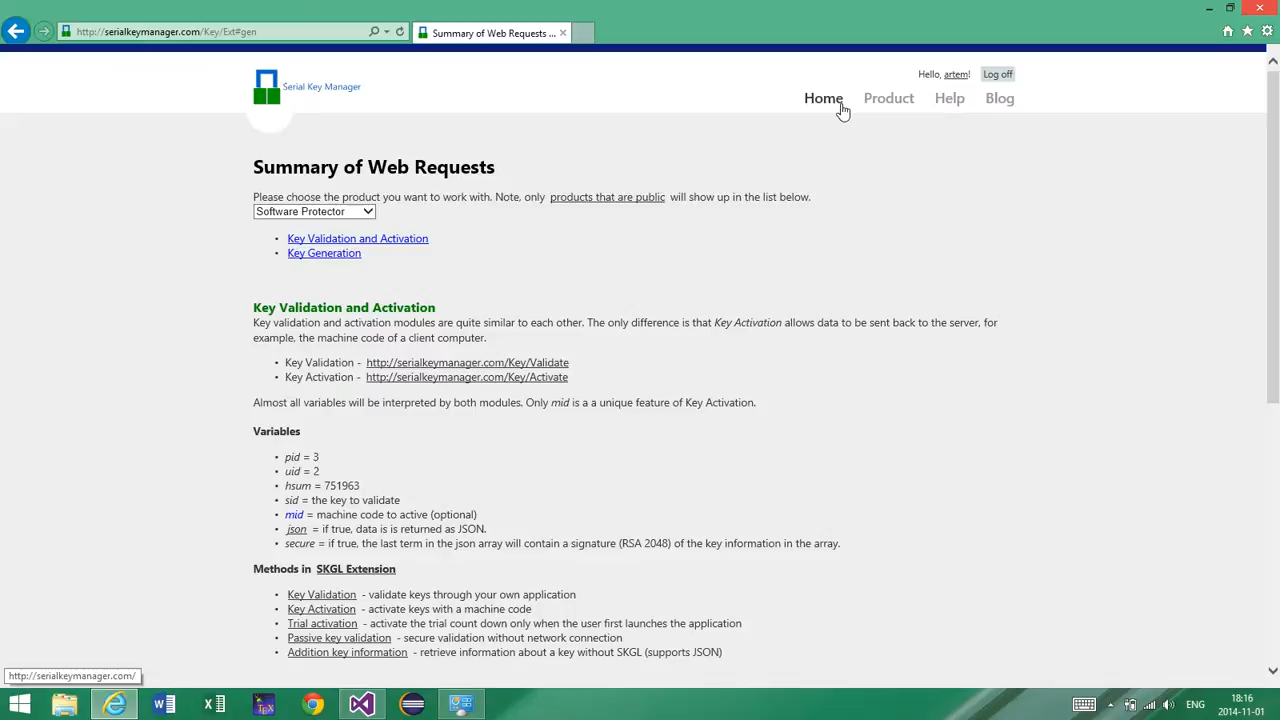 http://serialkeymanager.com/Key/Ext#gen
Summary of Web Requests ...
Serial Key Manager
Hello, artem!
Log off
Home
Product
Help
Blog
Summary of Web Requests
Please choose the product you want to work with. Note, only products that are public will show up in the list below.
Software Protector
• Key Validation and Activation
• Key Generation
Key Validation and Activation
Key validation and activation modules are quite similar to each other. The only difference is that Key Activation allows data to be sent back to the server, for
example, the machine code of a client computer.
• Key Validation - http://serialkeymanager.com/Key/Validate
• Key Activation - http://serialkeymanager.com/Key/Activate
Almost all variables will be interpreted by both modules. Only mid is a a unique feature of Key Activation.
Variables
• pid = 3
• uid = 2
• hsum = 751963
• sid = the key to validate
• mid = machine code to active (optional)
• json = if true, data is is returned as JSON.
• secure = if true, the last term in the json array will contain a signature (RSA 2048) of the key information in the array.
Methods in SKGL Extension
• Key Validation - validate keys through your own application
• Key Activation - activate keys with a machine code
• Trial activation - activate the trial count down only when the user first launches the application
• Passive key validation - secure validation without network connection
• Addition key information - retrieve information about a key without SKGL (supports JSON)
http://serialkeymanager.com/
ENG
18:16
2014-11-01